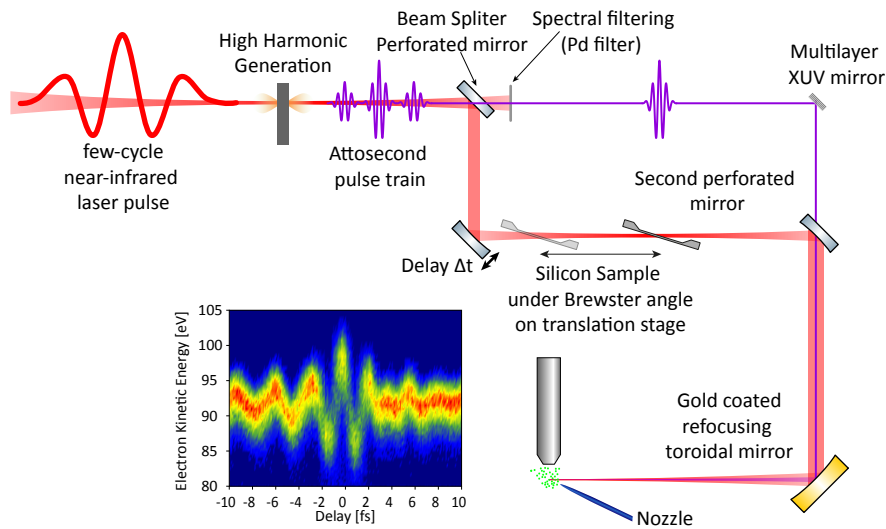 Beam Spliter
Perforated mirror
Spectral filtering
(Pd filter)
High Harmonic
Generation
Multilayer
XUV mirror
few-cycle
near-infrared
laser pulse
Attosecond
pulse train
Second perforated
mirror
Delay Δt
Silicon Sample
under Brewster angle
on translation stage
Electron Kinetic Energy [eV]
105
100
95
90
85
80
-10 -8 -6 -4 -2 0 2 4 6 8 10
Delay [fs]
Gold coated
refocusing
toroidal mirror
Nozzle